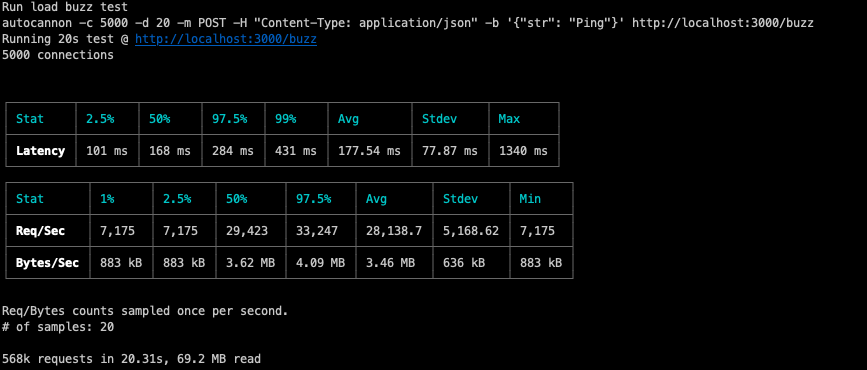 Run load buzz test
autocannon -c 5000 -d 20 -m POST -H "Content-Type: application/json" -b '{"str": "Ping"}' http://localhost:3000/buzz
Running 20s test @ http://localhost:3000/buzz
5000 connections
Stat 2.5% 50% 97.5% 99% Avg Stdev Max
Latency 101 ms 168 ms 284 ms 431 ms 177.54 ms 77.87 ms 1340 ms
Stat 1% 2.5% 50% 97.5% Avg Stdev Min
Req/Sec 7,175 7,175 29,423 33,247 28,138.7 5,168.62 7,175
Bytes/Sec 883 kB 883 kB 3.62 MB 4.09 MB 3.46 MB 636 kB 883 kB
Req/Bytes counts sampled once per second.
# of samples: 20
568k requests in 20.31s, 69.2 MB read